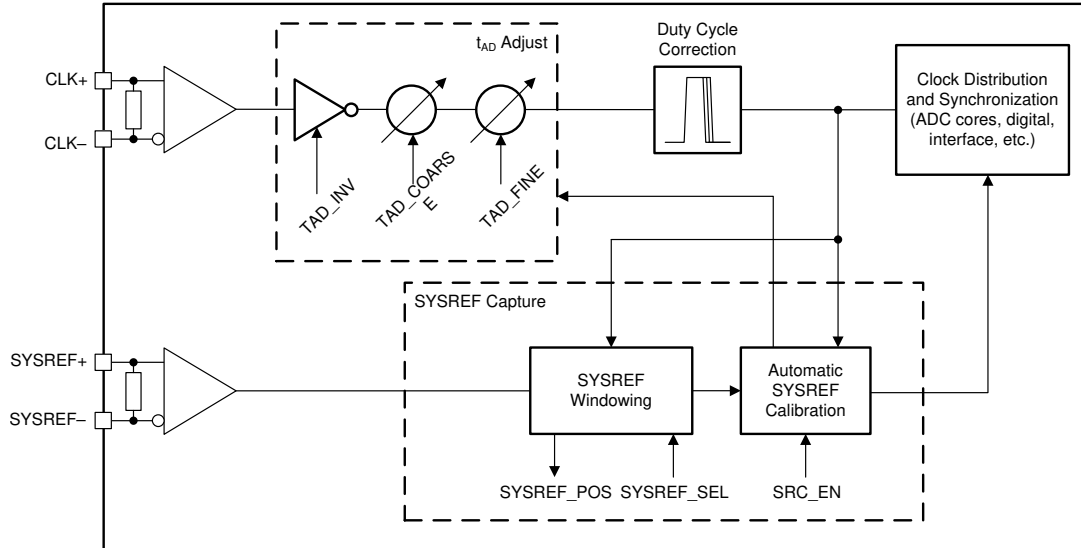 Duty Cycle
Correction
t_AD Adjust
CLK+
CLK–
Clock Distribution
and Synchronization
(ADC cores, digital,
interface, etc.)
TAD_INV
TAD_COARS
E
TAD_FINE
SYSREF Capture
SYSREF+
SYSREF–
SYSREF
Windowing
Automatic
SYSREF
Calibration
SYSREF_POS
SYSREF_SEL
SRC_EN